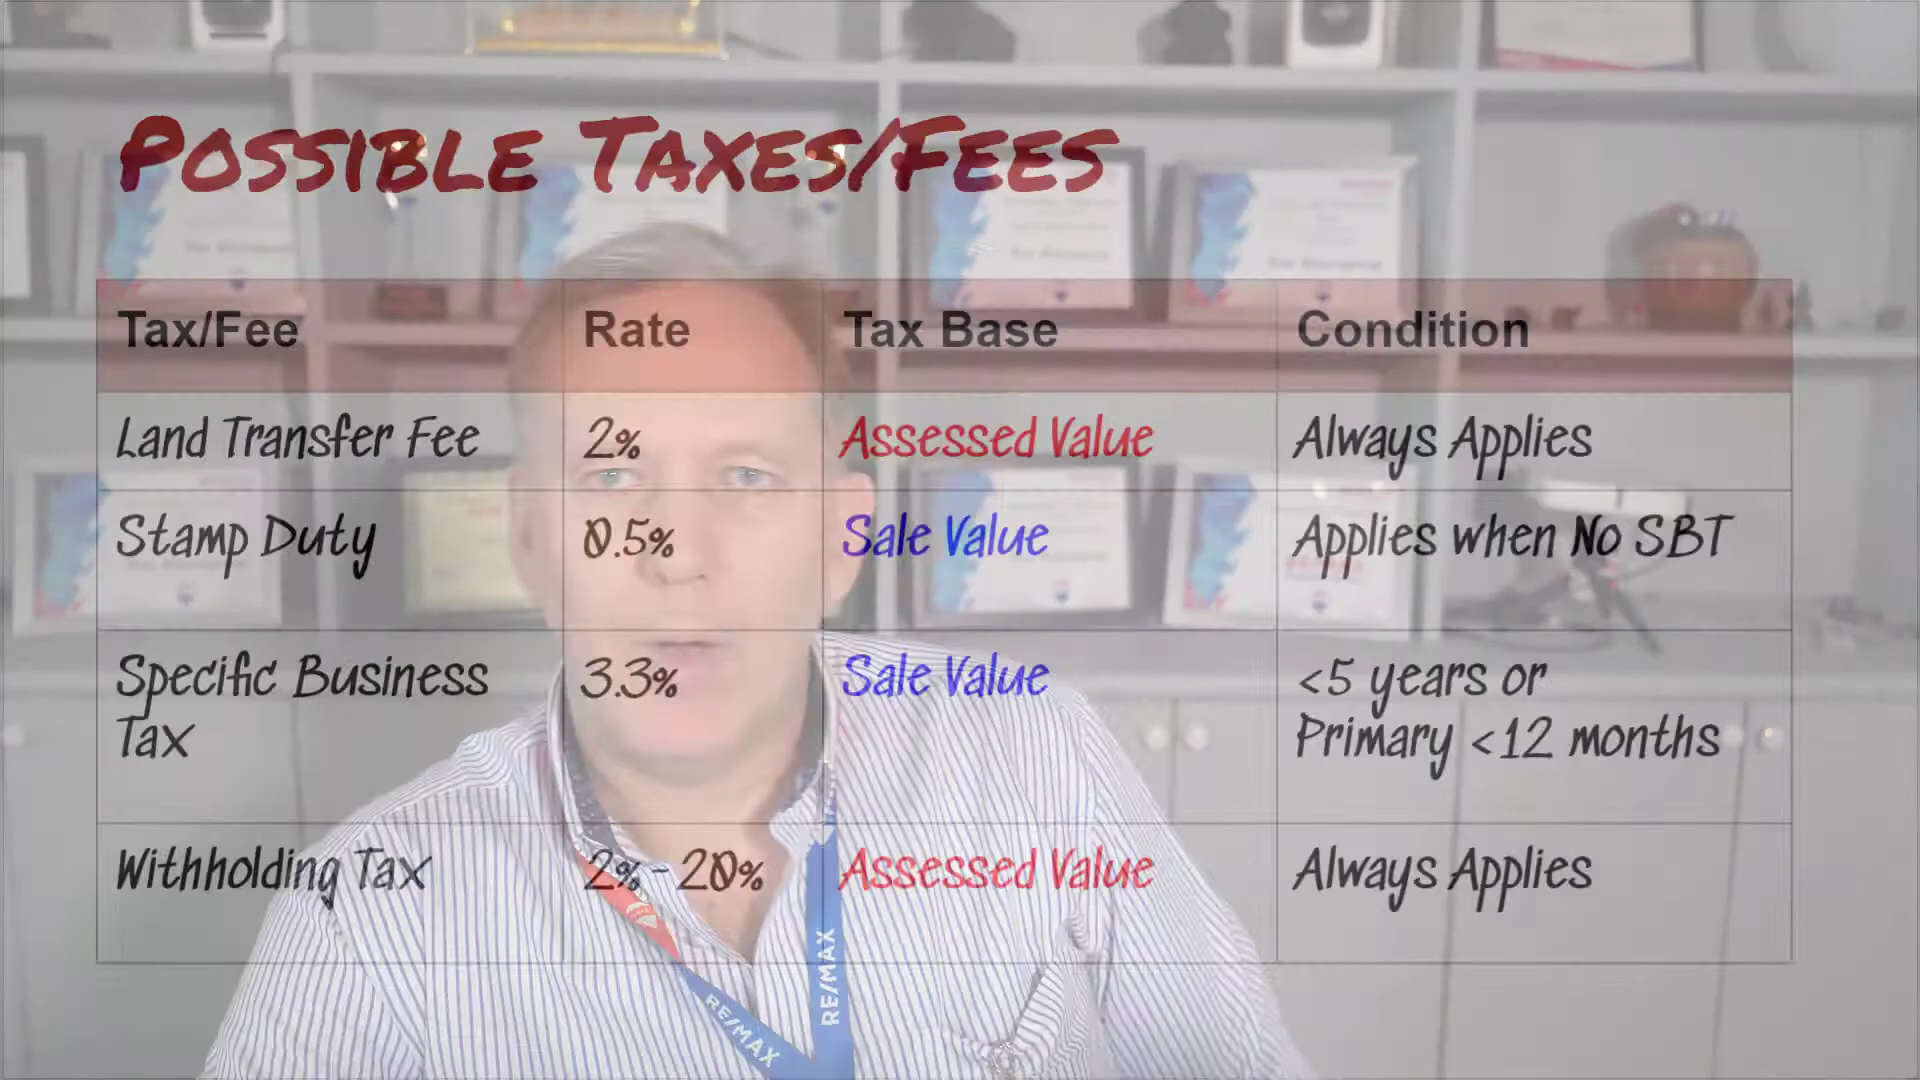 Possible Taxes/Fees
Tax/Fee Rate Tax Base Condition
Land Transfer Fee 2% Assessed Value Always Applies
Stamp Duty 0.5% Sale Value Applies when No SBT
Specific Business 3.3% Sale Value <5 years or
Tax Primary <12 months
Withholding Tax 2% - 20% Assessed Value Always Applies
RE/MAX
RE/MAX